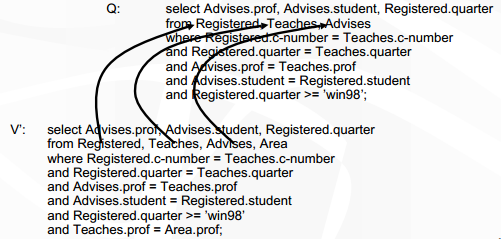 Q: select Advises.prof, Advises.student, Registered.quarter
from Registered, Teaches, Advises
where Registered.c-number = Teaches.c-number
and Registered.quarter = Teaches.quarter
and Advises.prof = Teaches.prof
and Advises.student = Registered.student
and Registered.quarter >= ’win98’;
V’: select Advises.prof, Advises.student, Registered.quarter
from Registered, Teaches, Advises, Area
where Registered.c-number = Teaches.c-number
and Registered.quarter = Teaches.quarter
and Advises.prof = Teaches.prof
and Advises.student = Registered.student
and Registered.quarter >= ’win98’
and Teaches.prof = Area.prof;